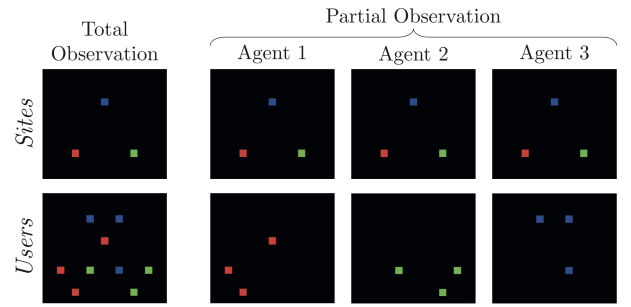 Partial Observation
Total
Observation
Agent 1
Agent 2
Agent 3
Sites
Users